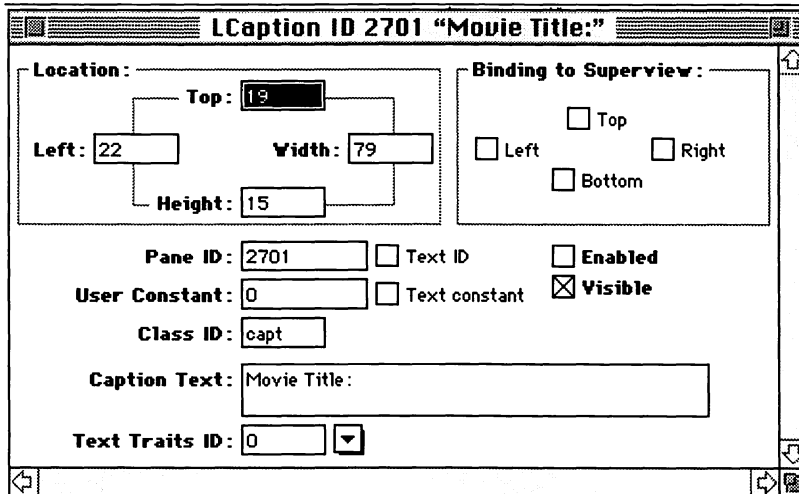 LCaption ID 2701 “Movie Title:”
Location:
Top: 19
Left: 22
Width: 79
Height: 15
Binding to Superview:
Top
Left
Right
Bottom
Pane ID: 2701
Text ID
Enabled
User Constant: 0
Text constant
Visible
Class ID: capt
Caption Text: Movie Title:
Text Traits ID: 0